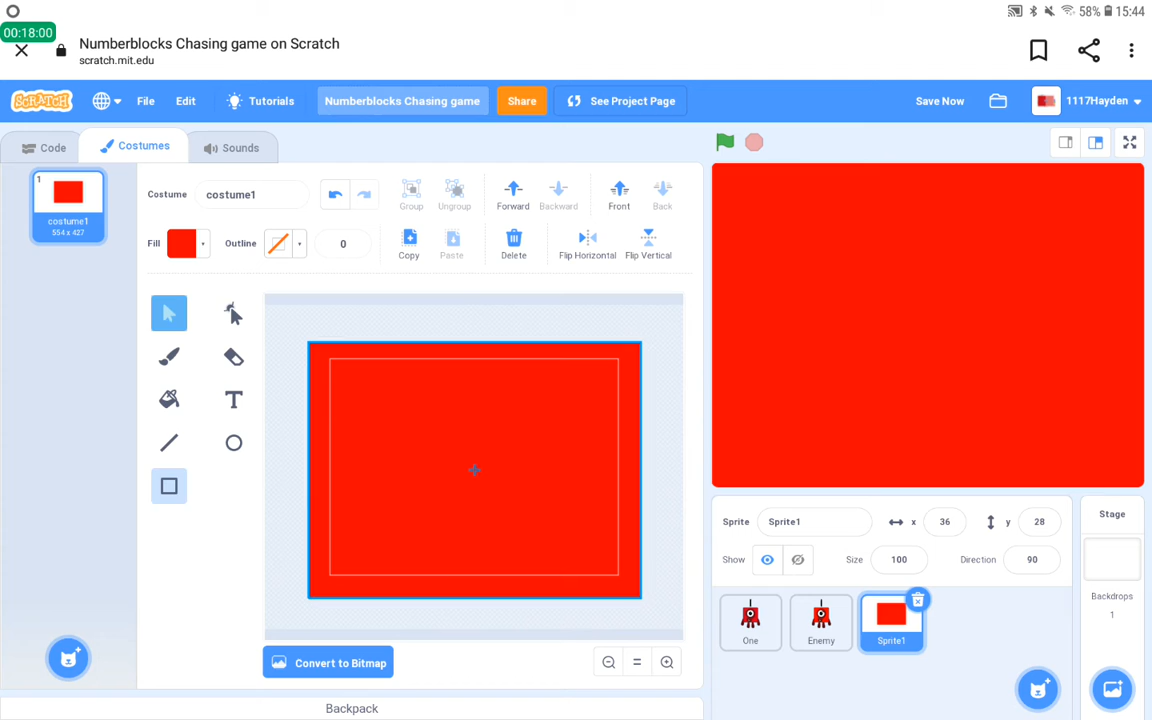 58% 15:44
00:18:00
Numberblocks Chasing game on Scratch
scratch.mit.edu
SCRATCH File Edit Tutorials Numberblocks Chasing game Share See Project Page Save Now 1117Hayden
Code Costumes Sounds
1
costume1
554 x 427
Costume costume1 Group Ungroup Forward Backward Front Back
Fill Outline 0 Copy Paste Delete Flip Horizontal Flip Vertical
T
Convert to Bitmap
Backpack
Sprite Sprite1 x 36 y 28
Show Size 100 Direction 90
One Enemy Sprite1
Stage
Backdrops
1